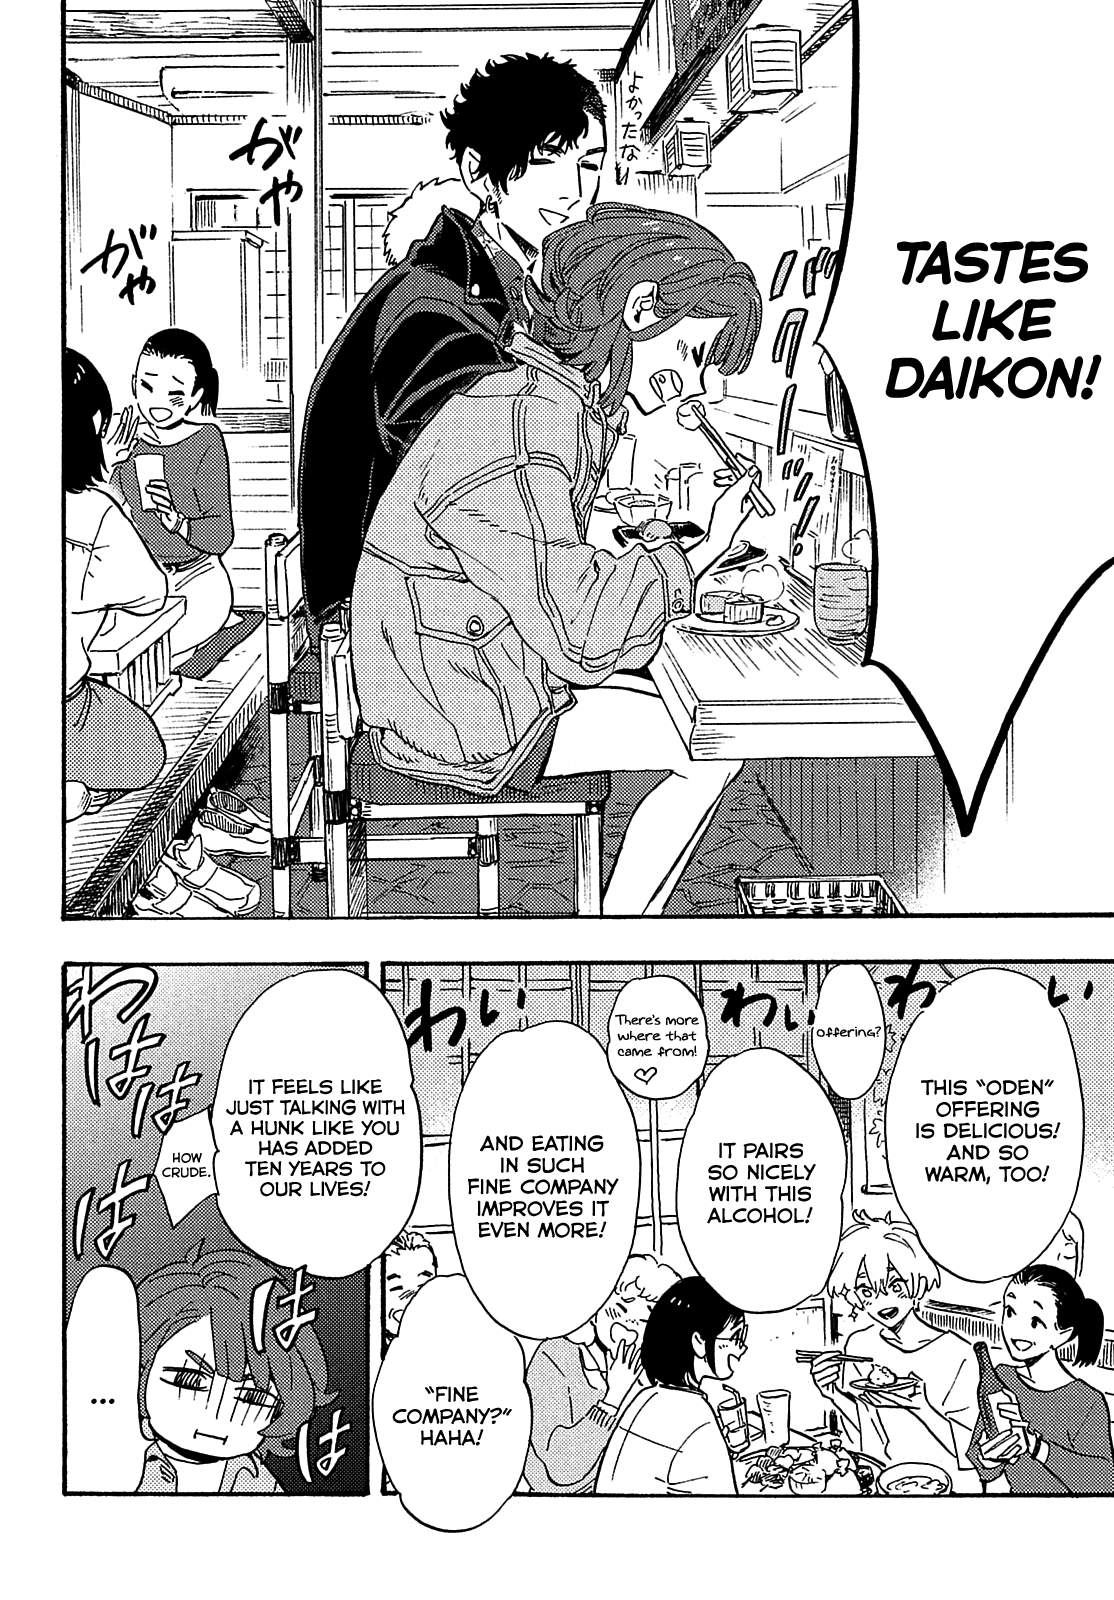 TASTES
LIKE
DAIKON!
よかったなり
がや
がや
THIS "ODEN"
OFFERING
IS DELICIOUS!
AND SO
WARM, TOO!
offering?
IT PAIRS
SO NICELY
WITH THIS
ALCOHOL!
There's more
where that
came from!
AND EATING
IN SUCH
FINE COMPANY
IMPROVES IT
EVEN MORE!
"FINE
COMPANY?"
HAHA!
わい
わい
わい
IT FEELS LIKE
JUST TALKING WITH
A HUNK LIKE YOU
HAS ADDED
TEN YEARS TO
OUR LIVES!
HOW
CRUDE.
...
わはは
ははは